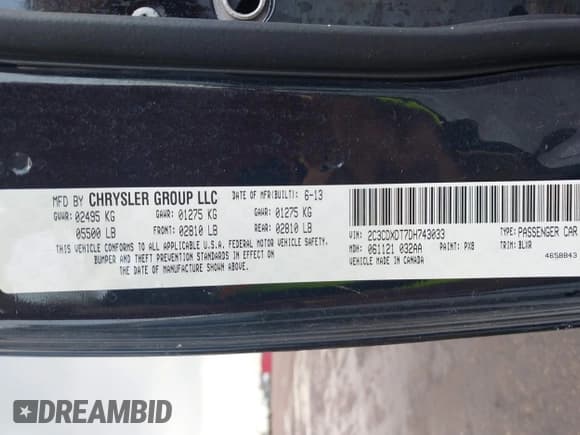 MFD BY CHRYSLER GROUP LLC DATE OF MFR(BUILT): 6-13
GVWR: 02495 KG GAWR: 01275 KG GAWR: 01275 KG
05500 LB FRONT: 02810 LB REAR: 02810 LB
THIS VEHICLE CONFORMS TO ALL APPLICABLE U.S.A. FEDERAL MOTOR VEHICLE SAFETY,
BUMPER AND THEFT PREVENTION STANDARDS IN EFFECT ON THE
DATE OF MANUFACTURE SHOWN ABOVE.
VIN: 2C3CDXDT7DH743033 TYPE: PASSENGER CAR
MDH: 061121 032AA PAINT: PX8 TRIM: BLXR
VEHICLE MADE IN CANADA 4658843
DREAMBID